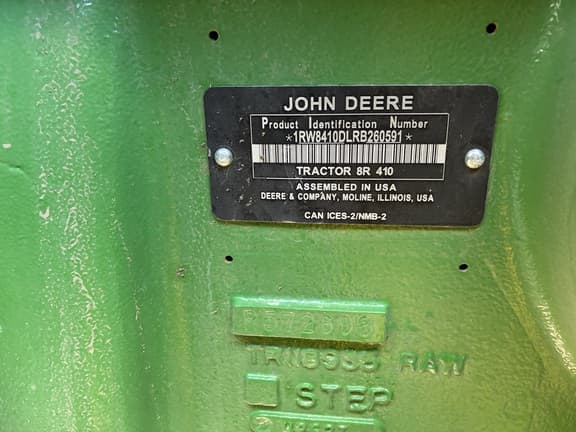 JOHN DEERE
Product Identification Number
*1RW8410DLRB260591*
TRACTOR 8R 410
ASSEMBLED IN USA
DEERE & COMPANY, MOLINE, ILLINOIS, USA
CAN ICES-2/NMB-2
RAW
STEP